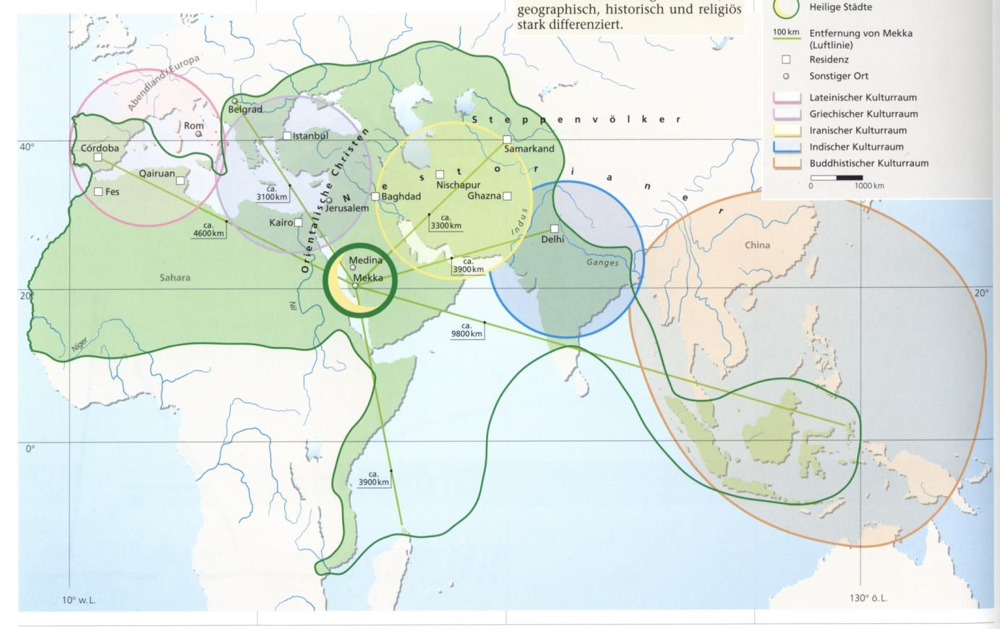 geographisch, historisch und religiös
stark differenziert.
Heilige Städte
100 km Entfernung von Mekka
(Luftlinie)
Residenz
Sonstiger Ort
Lateinischer Kulturraum
Griechischer Kulturraum
Iranischer Kulturraum
Indischer Kulturraum
Buddhistischer Kulturraum
0 1000 km
Abendland/Europa
Belgrad
Rom
Steppenvölker
40°
Istanbul
Córdoba
Samarkand
Qairuan
Orientalische Christen
Nestorianer
Nischapur
Fes
ca.
3100 km
Baghdad
Ghazna
Jerusalem
Indus
Kairo
ca.
4600 km
ca.
3300 km
Delhi
China
Medina
ca.
3900 km
Ganges
Sahara
Mekka
20°
20°
Nil
ca.
9800 km
Niger
0°
ca.
3900 km
10° w. L.
130° ö. L.